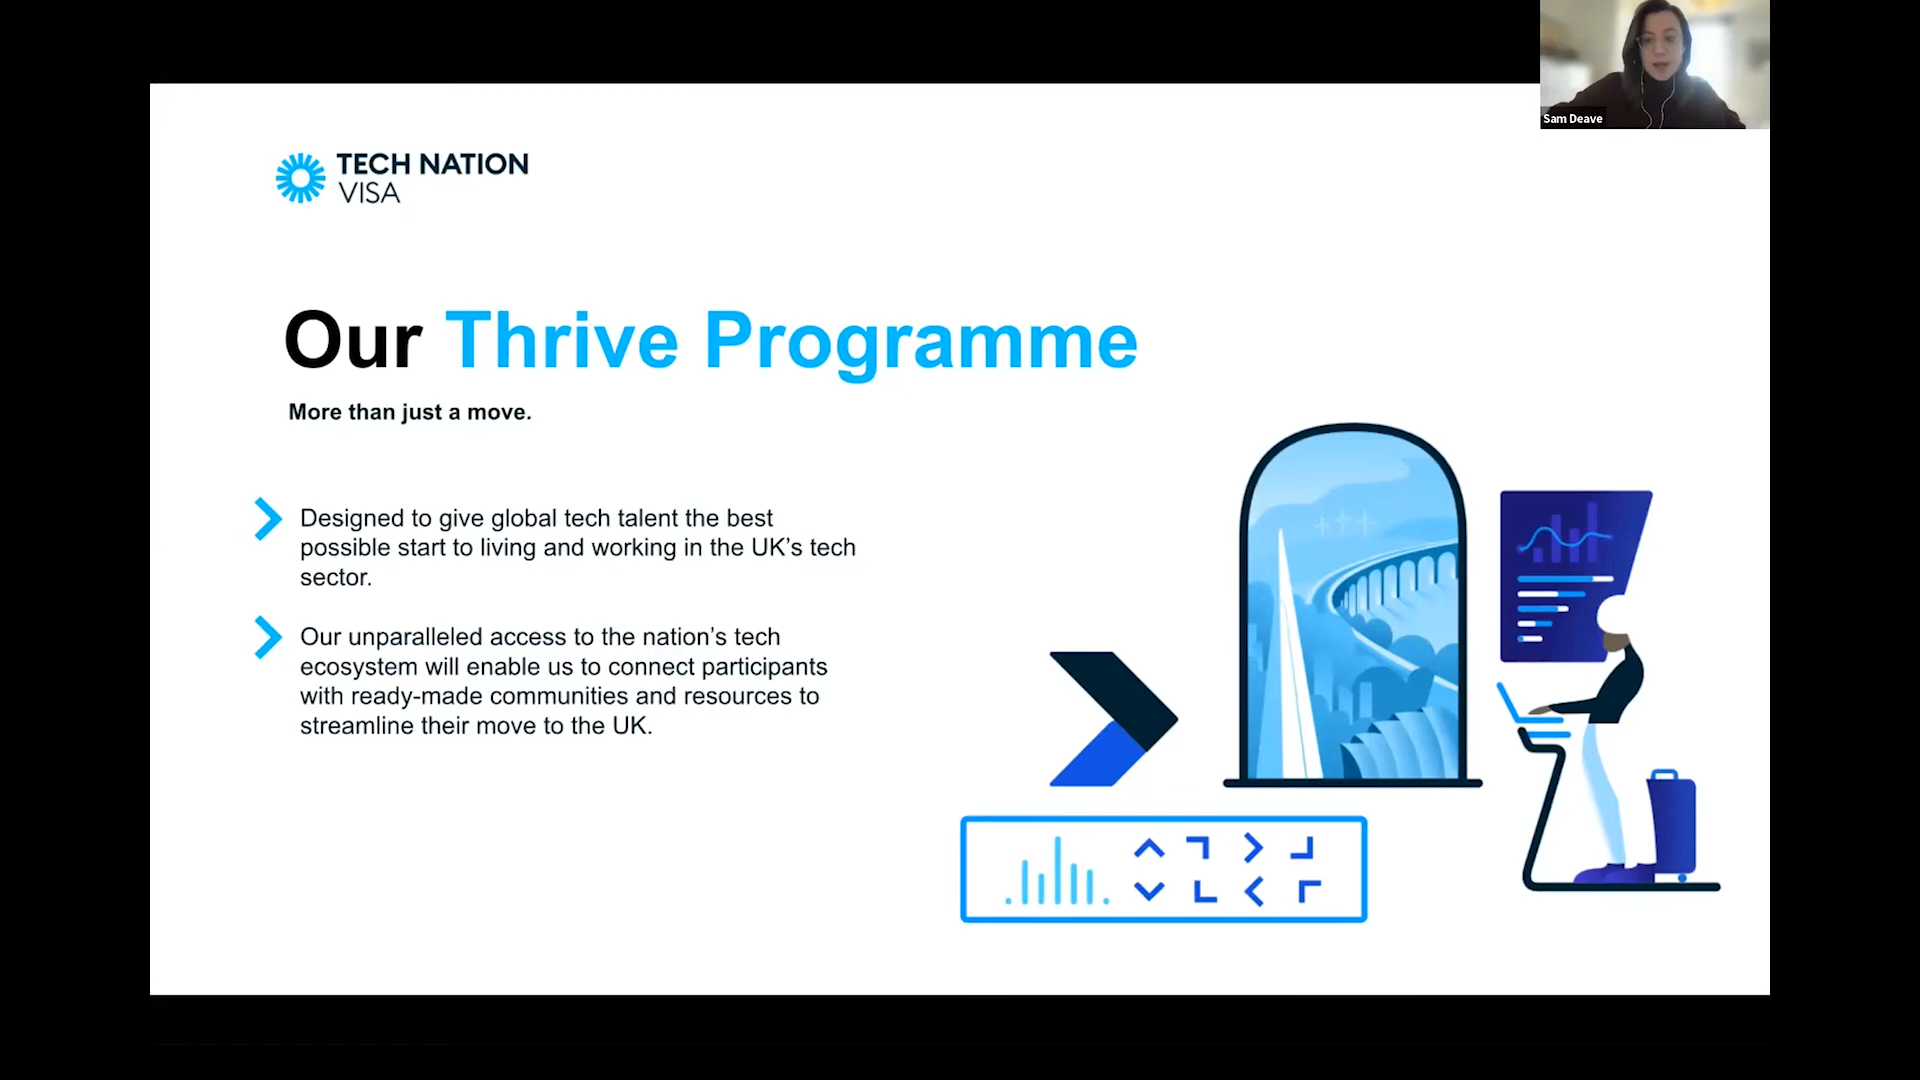 Sam Deave
TECH NATION
VISA
Our Thrive Programme
More than just a move.
Designed to give global tech talent the best
possible start to living and working in the UK’s tech
sector.
Our unparalleled access to the nation’s tech
ecosystem will enable us to connect participants
with ready-made communities and resources to
streamline their move to the UK.